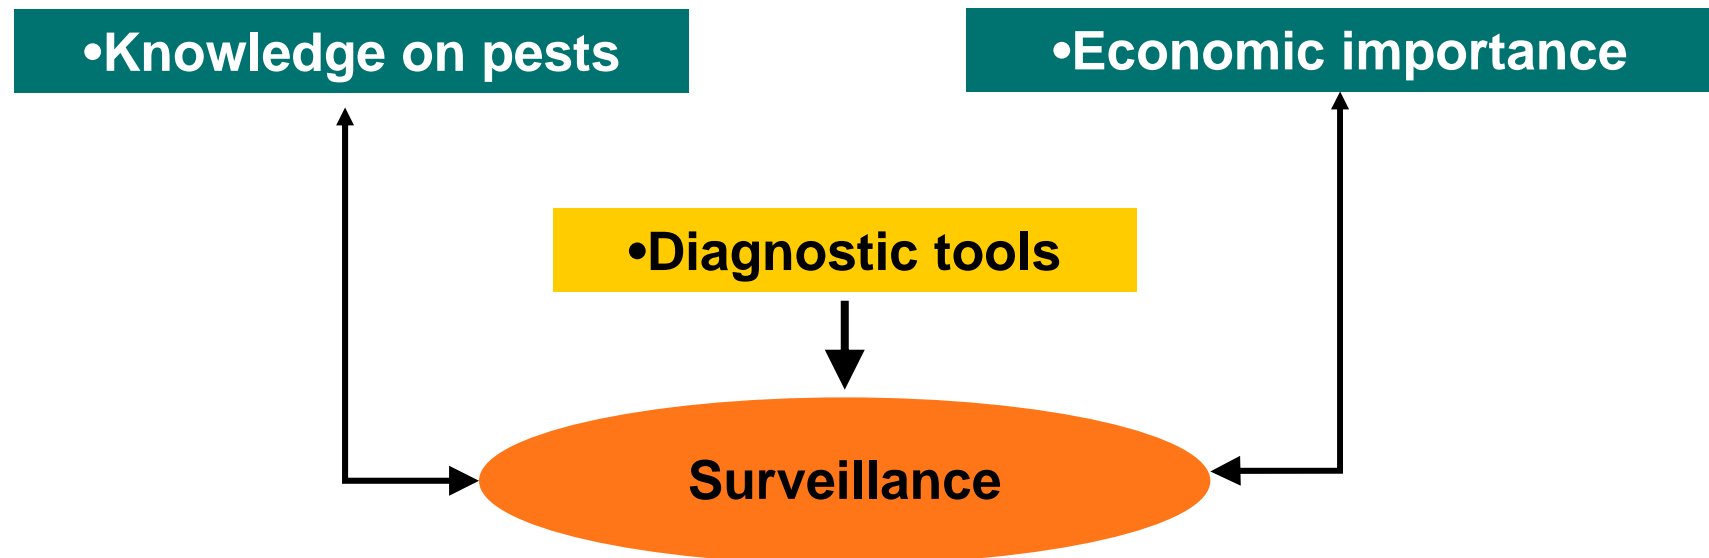 •Knowledge on pests
•Economic importance
•Diagnostic tools
Surveillance